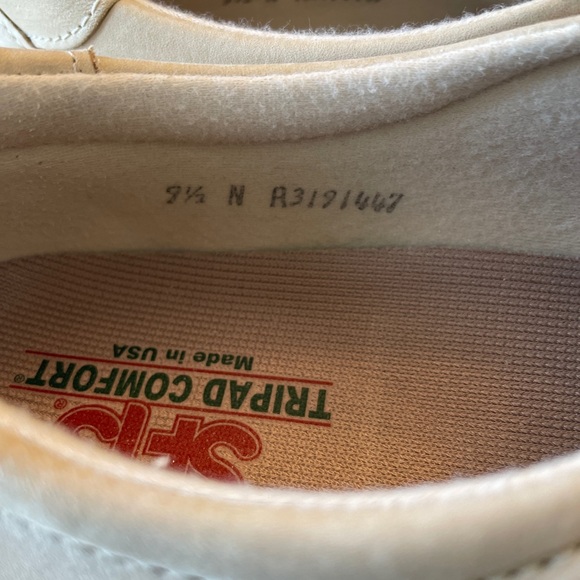 9½ N R3191447
SAS
TRIPAD COMFORT®
Made in USA